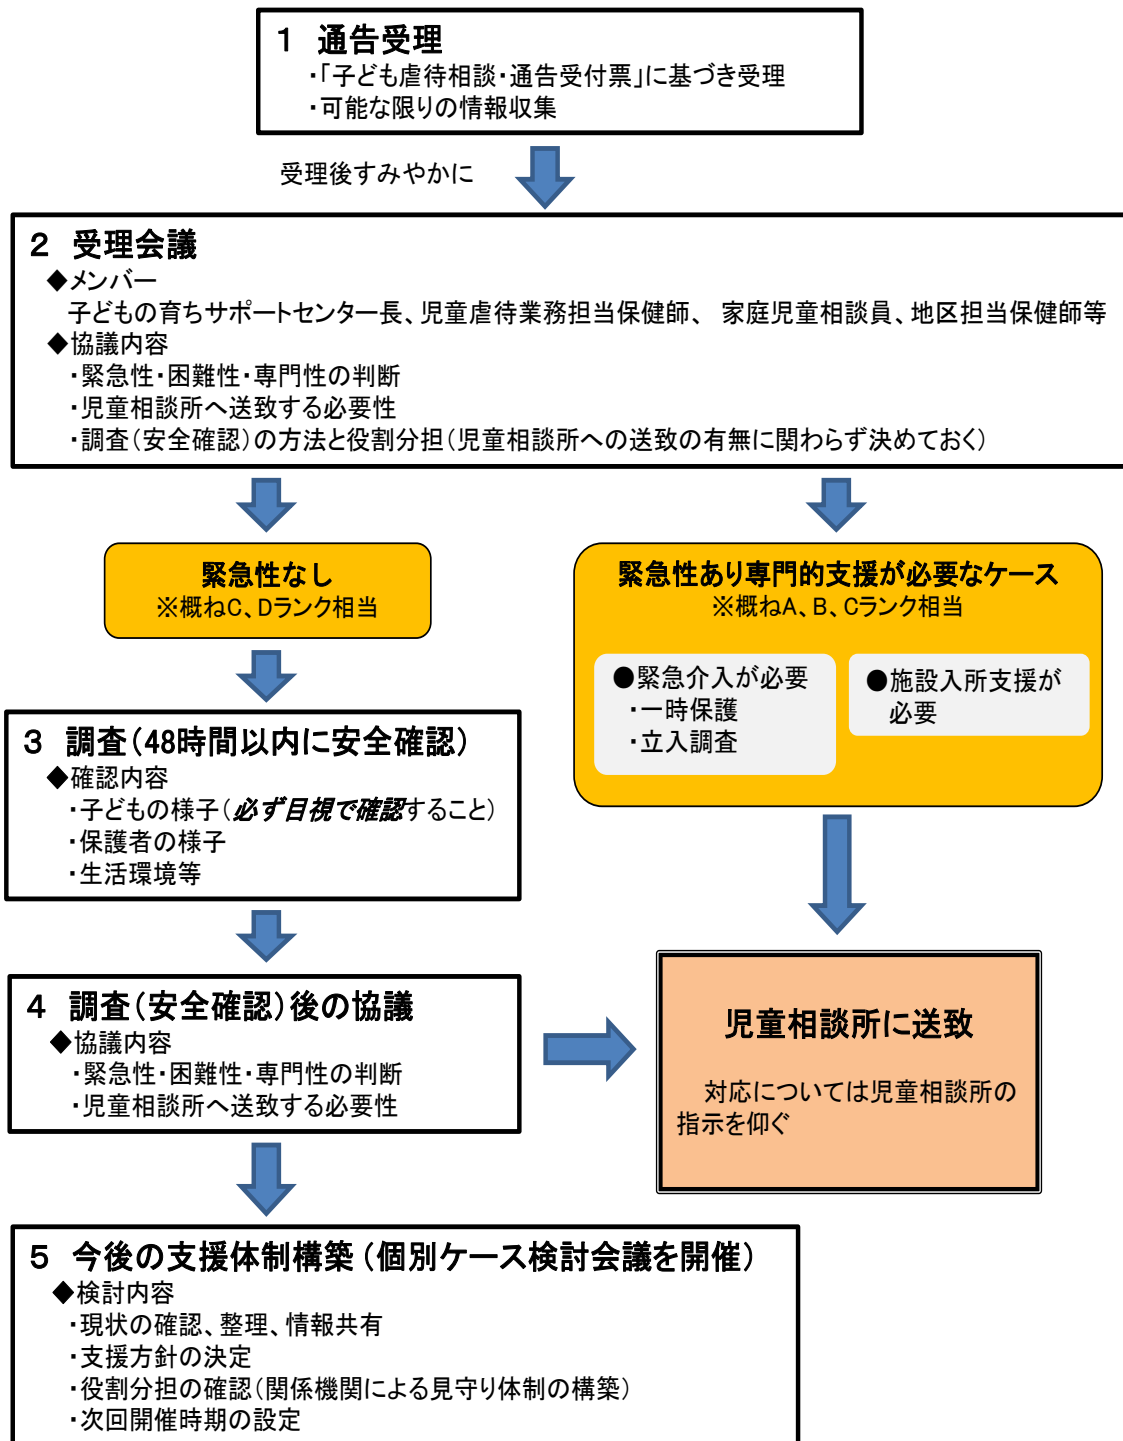 1　通告受理
・「子ども虐待相談・通告受付票」に基づき受理
・可能な限りの情報収集
受理後すみやかに
2　受理会議
◆メンバー
子どもの育ちサポートセンター長、児童虐待業務担当保健師、　家庭児童相談員、地区担当保健師等
◆協議内容
・緊急性・困難性・専門性の判断
・児童相談所へ送致する必要性
・調査（安全確認）の方法と役割分担（児童相談所への送致の有無に関わらず決めておく）
緊急性なし
※概ねC、Dランク相当
緊急性あり専門的支援が必要なケース
※概ねA、B、Cランク相当
●緊急介入が必要
・一時保護
・立入調査
●施設入所支援が
必要
3　調査（48時間以内に安全確認）
◆確認内容
・子どもの様子（必ず目視で確認すること）
・保護者の様子
・生活環境等
4　調査（安全確認）後の協議
◆協議内容
・緊急性・困難性・専門性の判断
・児童相談所へ送致する必要性
児童相談所に送致
対応については児童相談所の
指示を仰ぐ
5　今後の支援体制構築（個別ケース検討会議を開催）
◆検討内容
・現状の確認、整理、情報共有
・支援方針の決定
・役割分担の確認（関係機関による見守り体制の構築）
・次回開催時期の設定